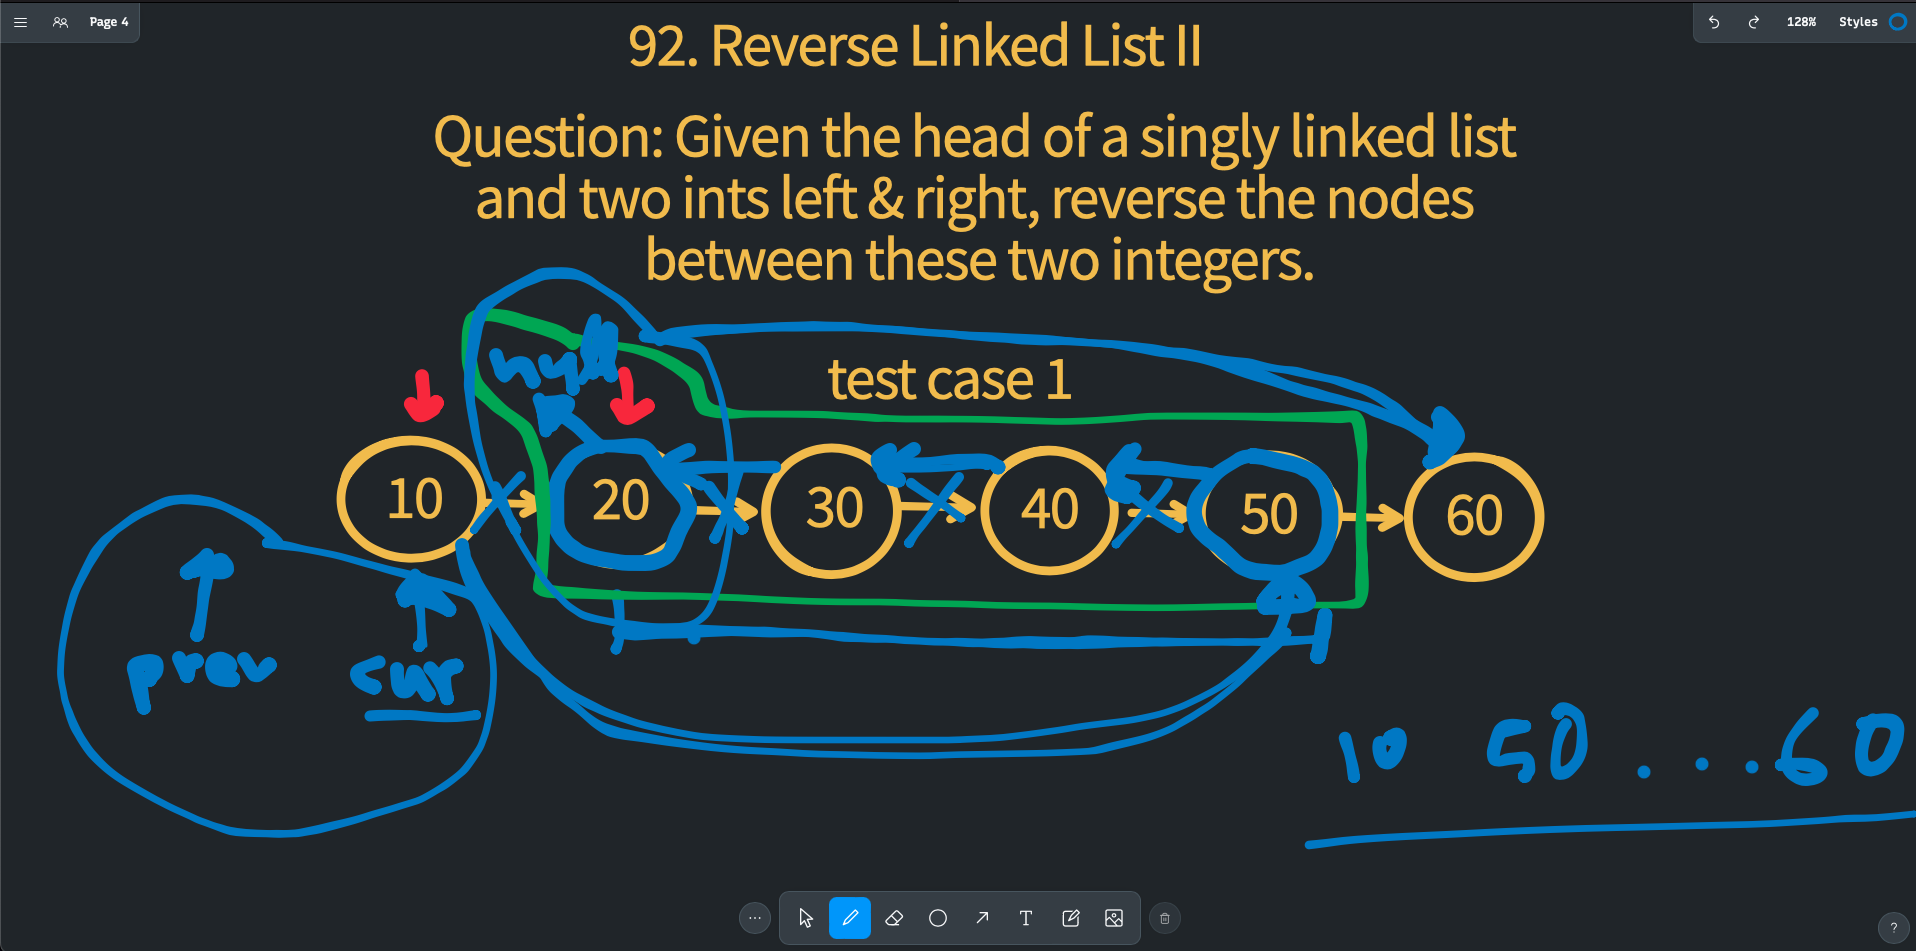 Page 4
128%
Styles
92. Reverse Linked List II
Question: Given the head of a singly linked list
and two ints left & right, reverse the nodes
between these two integers.
null
test case 1
10
20
30
40
50
60
prev
cur
10 50 . . . 60
T
?